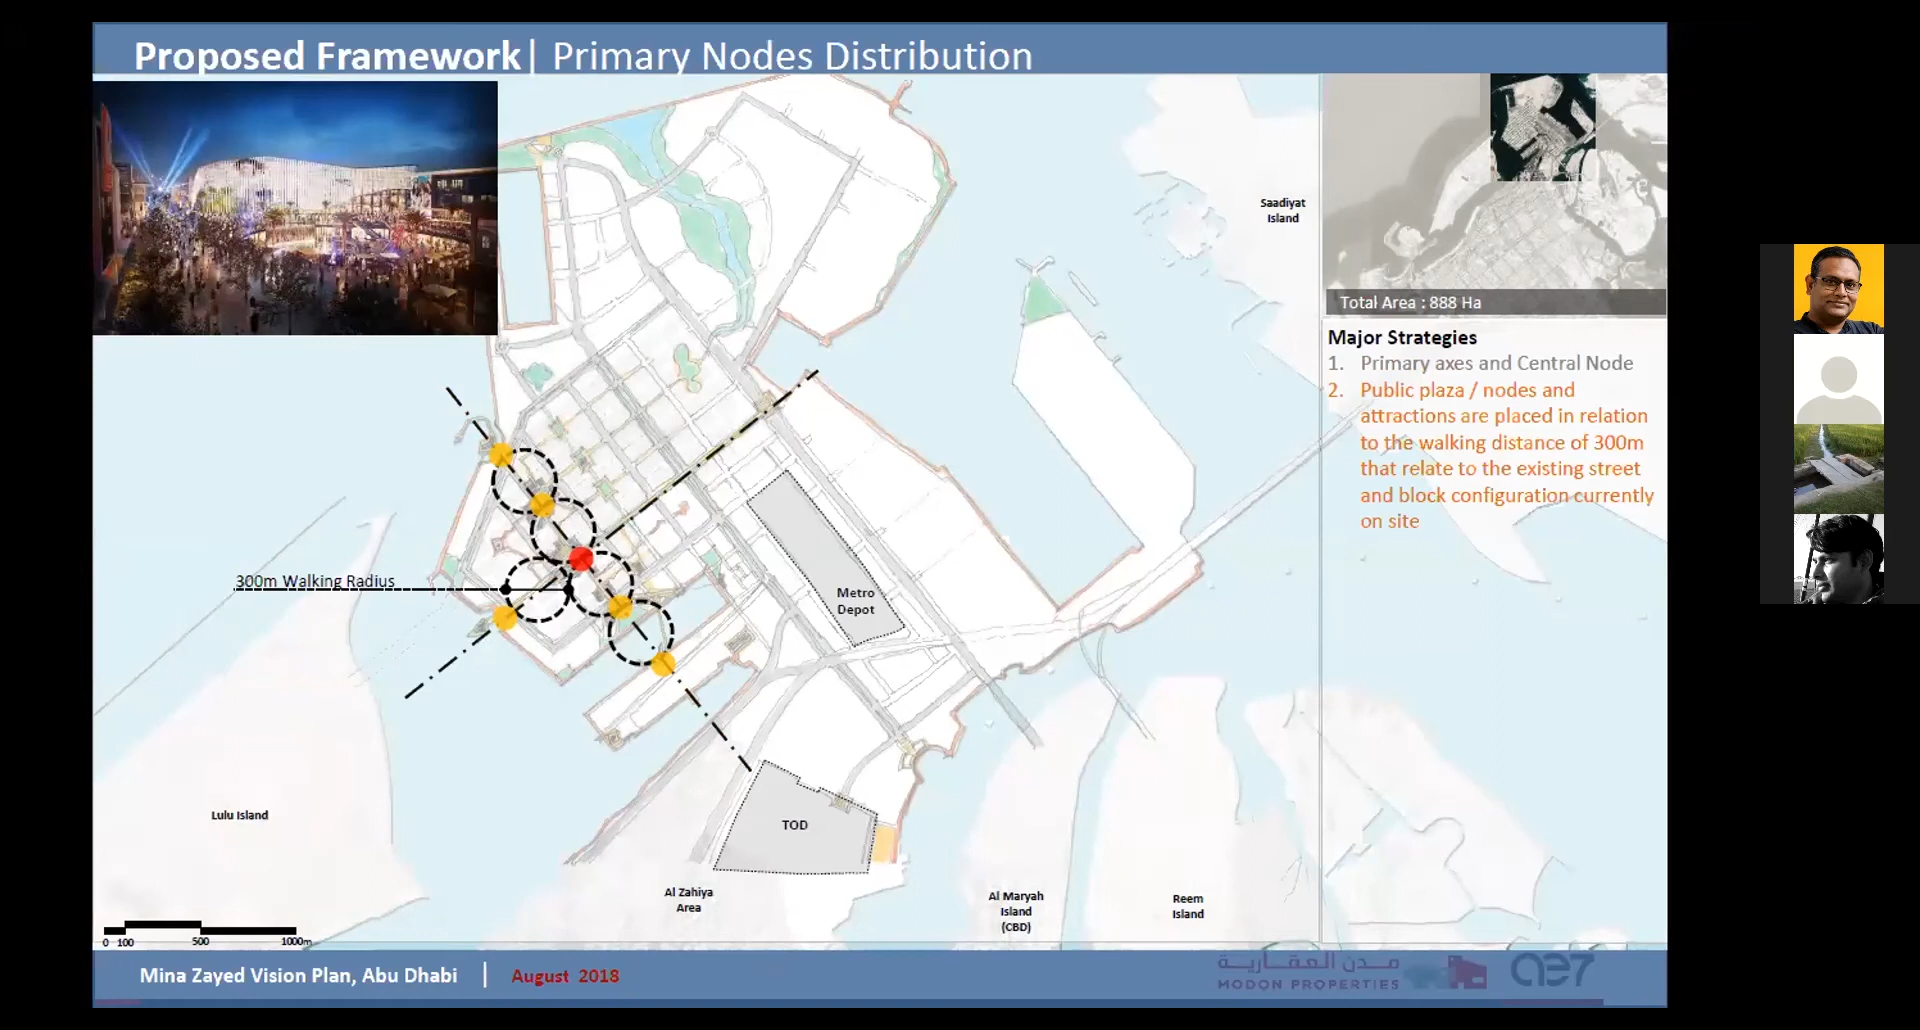 Proposed Framework| Primary Nodes Distribution
Saadiyat
Island
Total Area : 888 Ha
Major Strategies
1. Primary axes and Central Node
2. Public plaza / nodes and
attractions are placed in relation
to the walking distance of 300m
that relate to the existing street
and block configuration currently
on site
300m Walking Radius
Metro
Depot
Lulu Island
TOD
Al Zahiya
Area
Al Maryah
Island
(CBD)
Reem
Island
0 100 500 1000m
Mina Zayed Vision Plan, Abu Dhabi | August 2018
مدن العقارية
MODON PROPERTIES
ae7